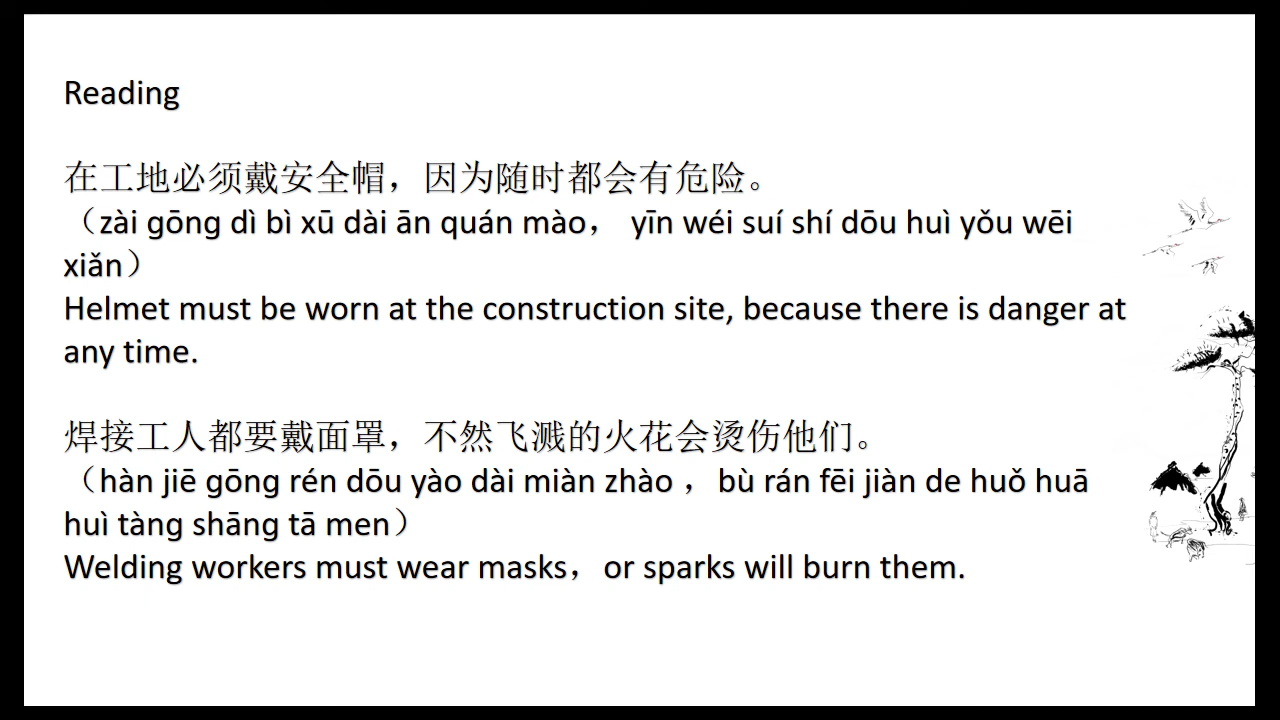 Reading
在工地必须戴安全帽，因为随时都会有危险。
（zài gōng dì bì xū dài ān quán mào， yīn wéi suí shí dōu huì yǒu wēi
xiǎn）
Helmet must be worn at the construction site, because there is danger at
any time.
焊接工人都要戴面罩，不然飞溅的火花会烫伤他们。
（hàn jiē gōng rén dōu yào dài miàn zhào ，bù rán fēi jiàn de huǒ huā
huì tàng shāng tā men）
Welding workers must wear masks，or sparks will burn them.